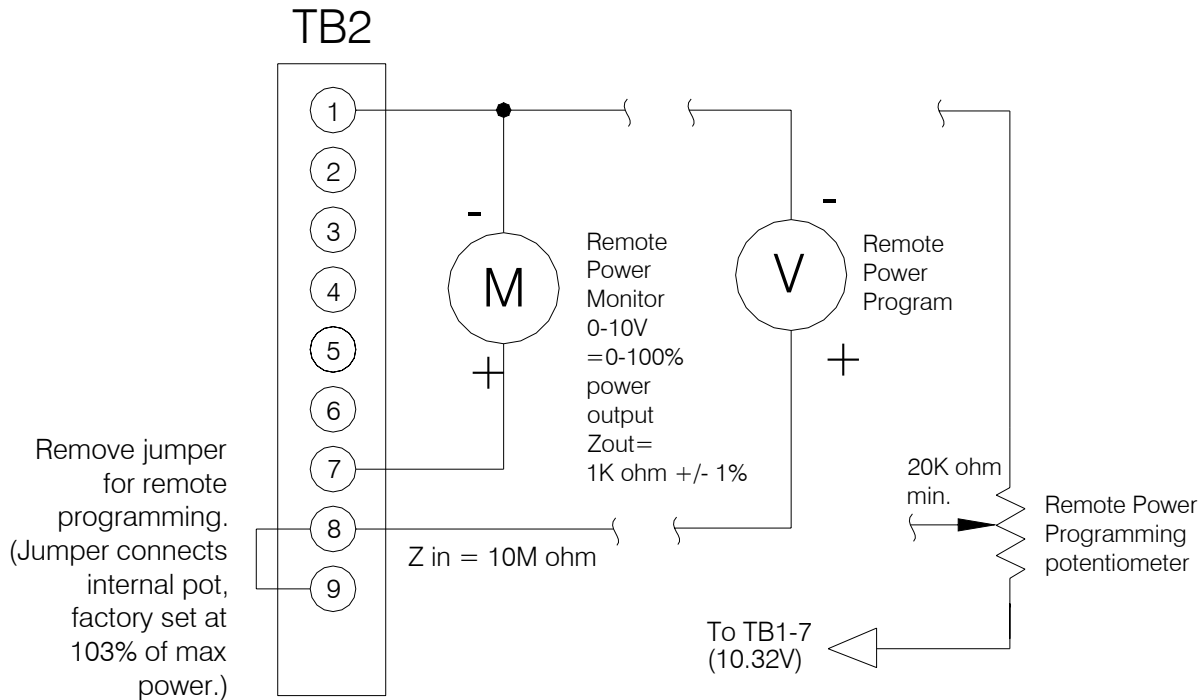 TB2
1
2
3
4
5
6
7
8
9
-
M
+
Remote
Power
Monitor
0-10V
=0-100%
power
output
Zout=
1K ohm +/- 1%
-
V
+
Remote
Power
Program
Remove jumper
for remote
programming.
(Jumper connects
internal pot,
factory set at
103% of max
power.)
Z in = 10M ohm
20K ohm
min.
Remote Power
Programming
potentiometer
To TB1-7
(10.32V)